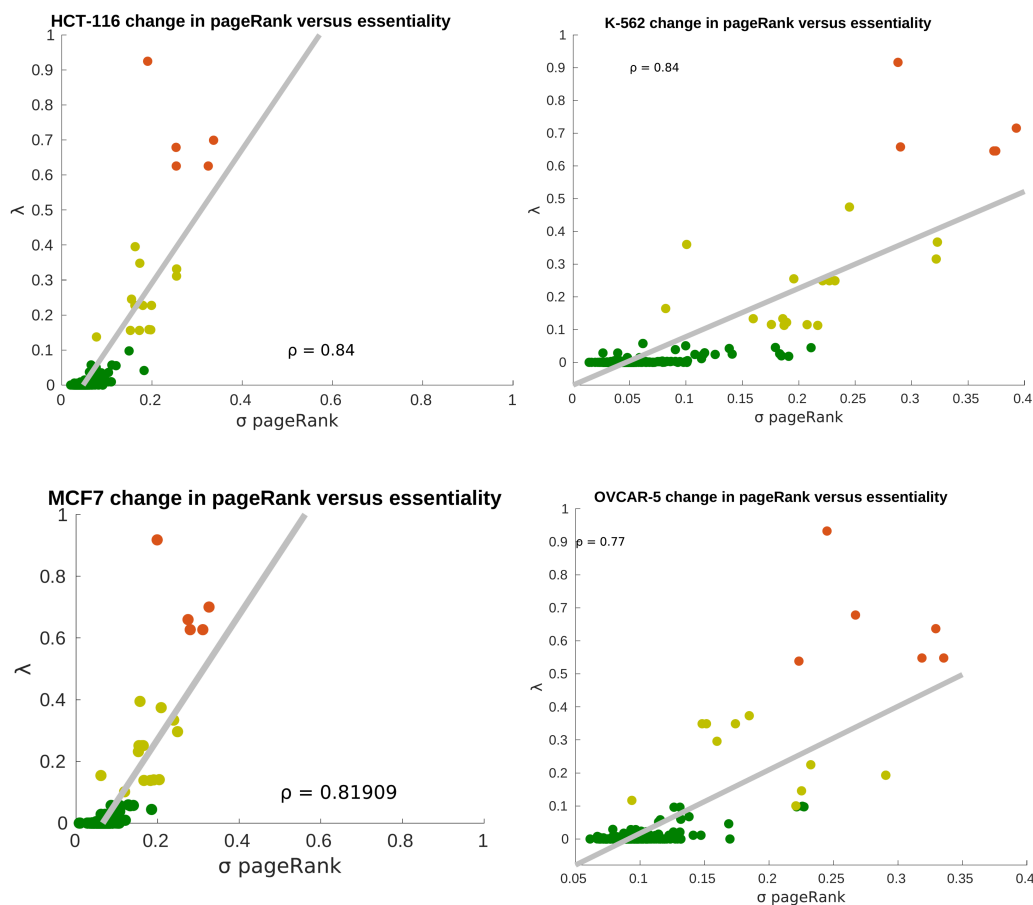 HCT-116 change in pageRank versus essentiality
1
0.9
0.8
0.7
0.6
0.5
0.4
0.3
0.2
0.1
0
λ
ρ = 0.84
0 0.2 0.4 0.6 0.8 1
σ pageRank
K-562 change in pageRank versus essentiality
1
0.9
0.8
0.7
0.6
0.5
0.4
0.3
0.2
0.1
0
λ
ρ = 0.84
0 0.05 0.1 0.15 0.2 0.25 0.3 0.35 0.4
σ pageRank
MCF7 change in pageRank versus essentiality
1
0.8
0.6
0.4
0.2
0
λ
ρ = 0.81909
0 0.2 0.4 0.6 0.8 1
σ pageRank
OVCAR-5 change in pageRank versus essentiality
1
0.9
0.8
0.7
0.6
0.5
0.4
0.3
0.2
0.1
0
λ
ρ = 0.77
0.05 0.1 0.15 0.2 0.25 0.3 0.35 0.4
σ pageRank